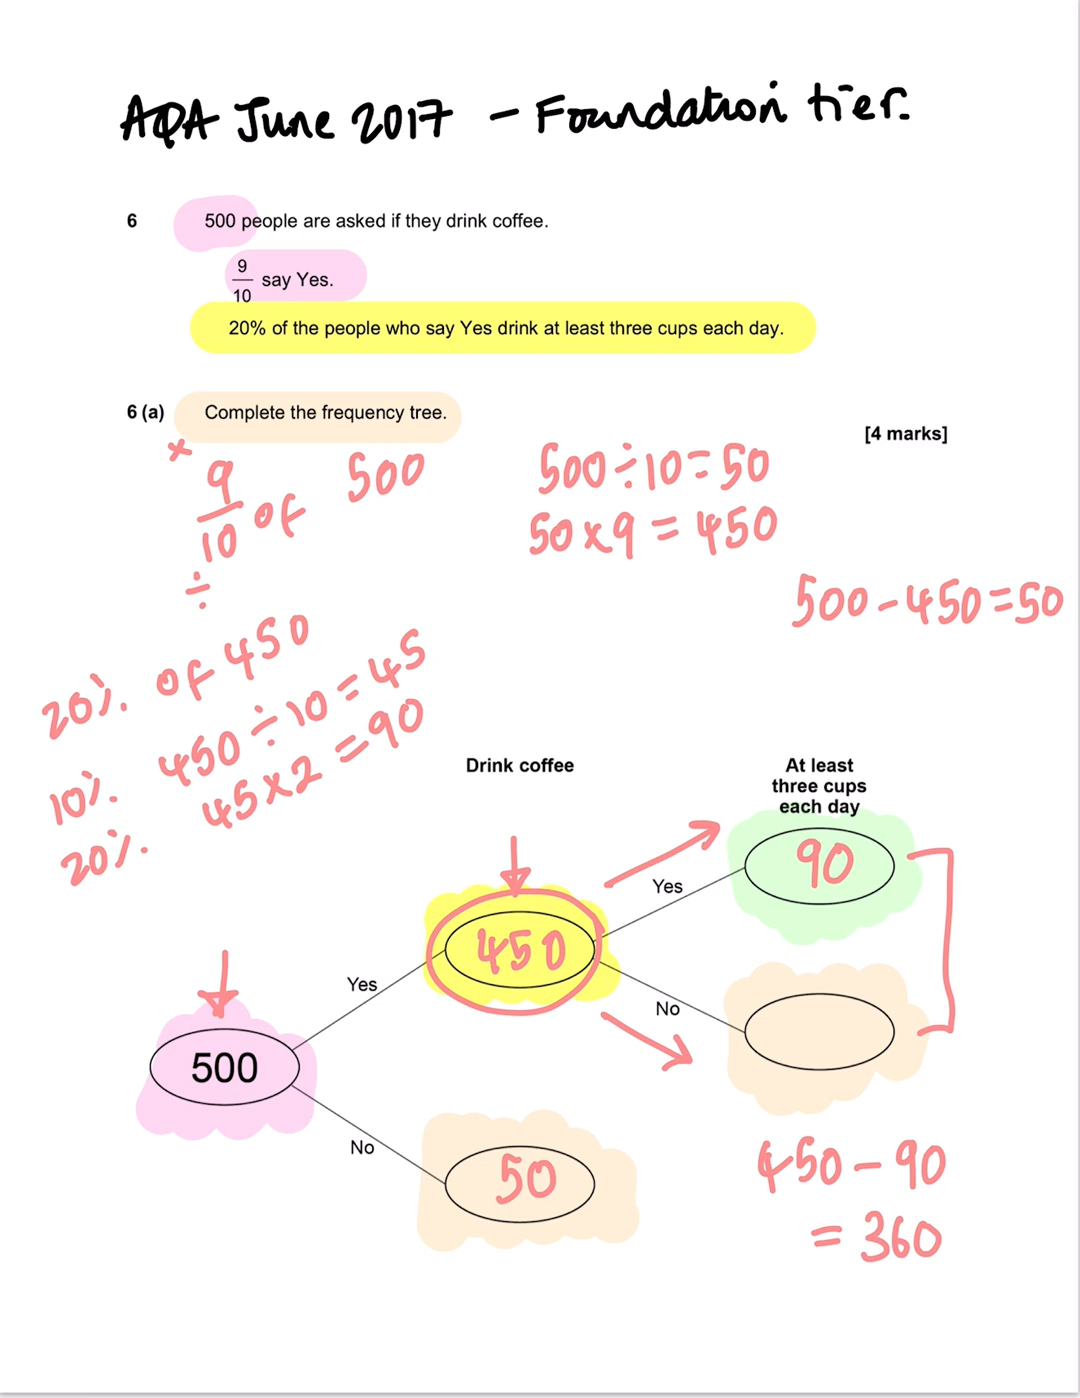 AQA June 2017 - Foundation tier.
6 500 people are asked if they drink coffee.
9/10 say Yes.
20% of the people who say Yes drink at least three cups each day.
6 (a) Complete the frequency tree.
[4 marks]
×
9/10 of 500
÷
500 ÷ 10 = 50
50 × 9 = 450
500 - 450 = 50
20% of 450
10% 450 ÷ 10 = 45
20% 45 × 2 = 90
Drink coffee
At least
three cups
each day
90
Yes
450
Yes
No
500
No
50
450 - 90
= 360